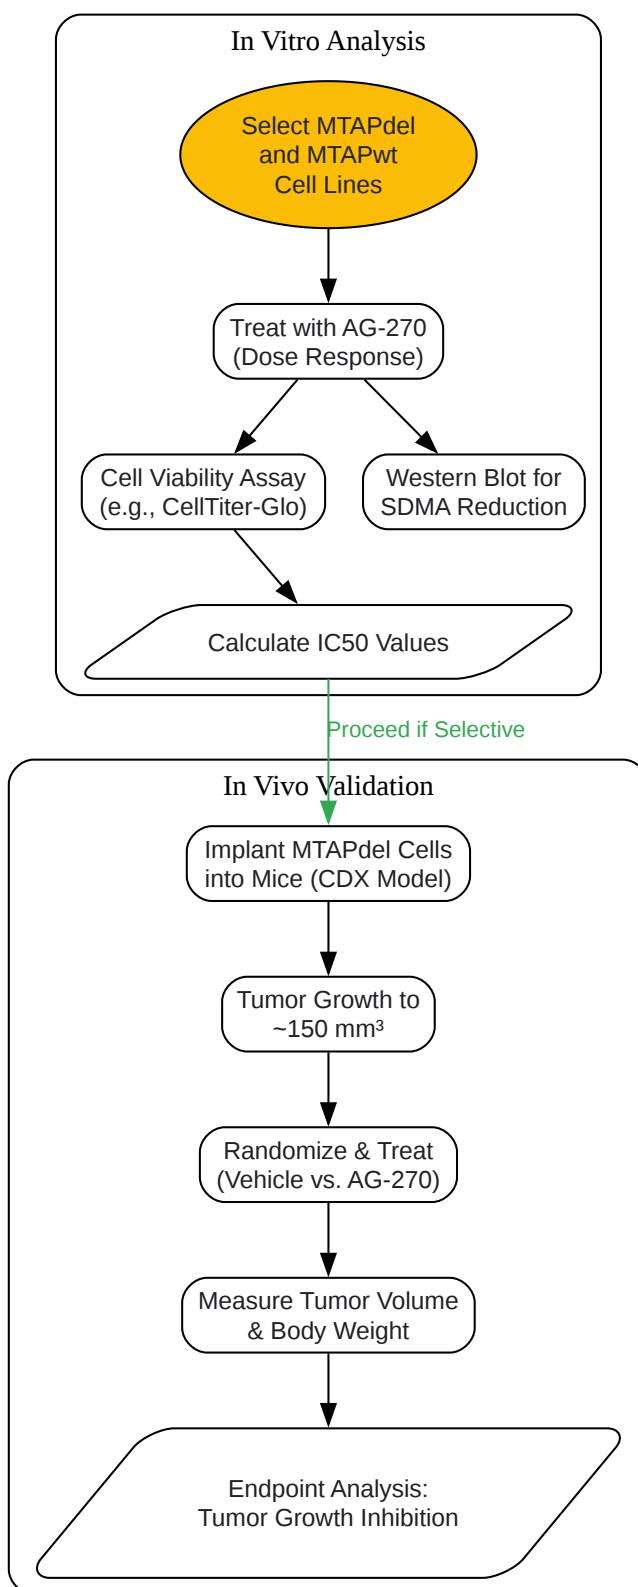 In Vitro Analysis
Select MTAPdel
and MTAPwt
Cell Lines
Treat with AG-270
(Dose Response)
Cell Viability Assay
(e.g., CellTiter-Glo)
Western Blot for
SDMA Reduction
Calculate IC50 Values
Proceed if Selective
In Vivo Validation
Implant MTAPdel Cells
into Mice (CDX Model)
Tumor Growth to
~150 mm³
Randomize & Treat
(Vehicle vs. AG-270)
Measure Tumor Volume
& Body Weight
Endpoint Analysis:
Tumor Growth Inhibition